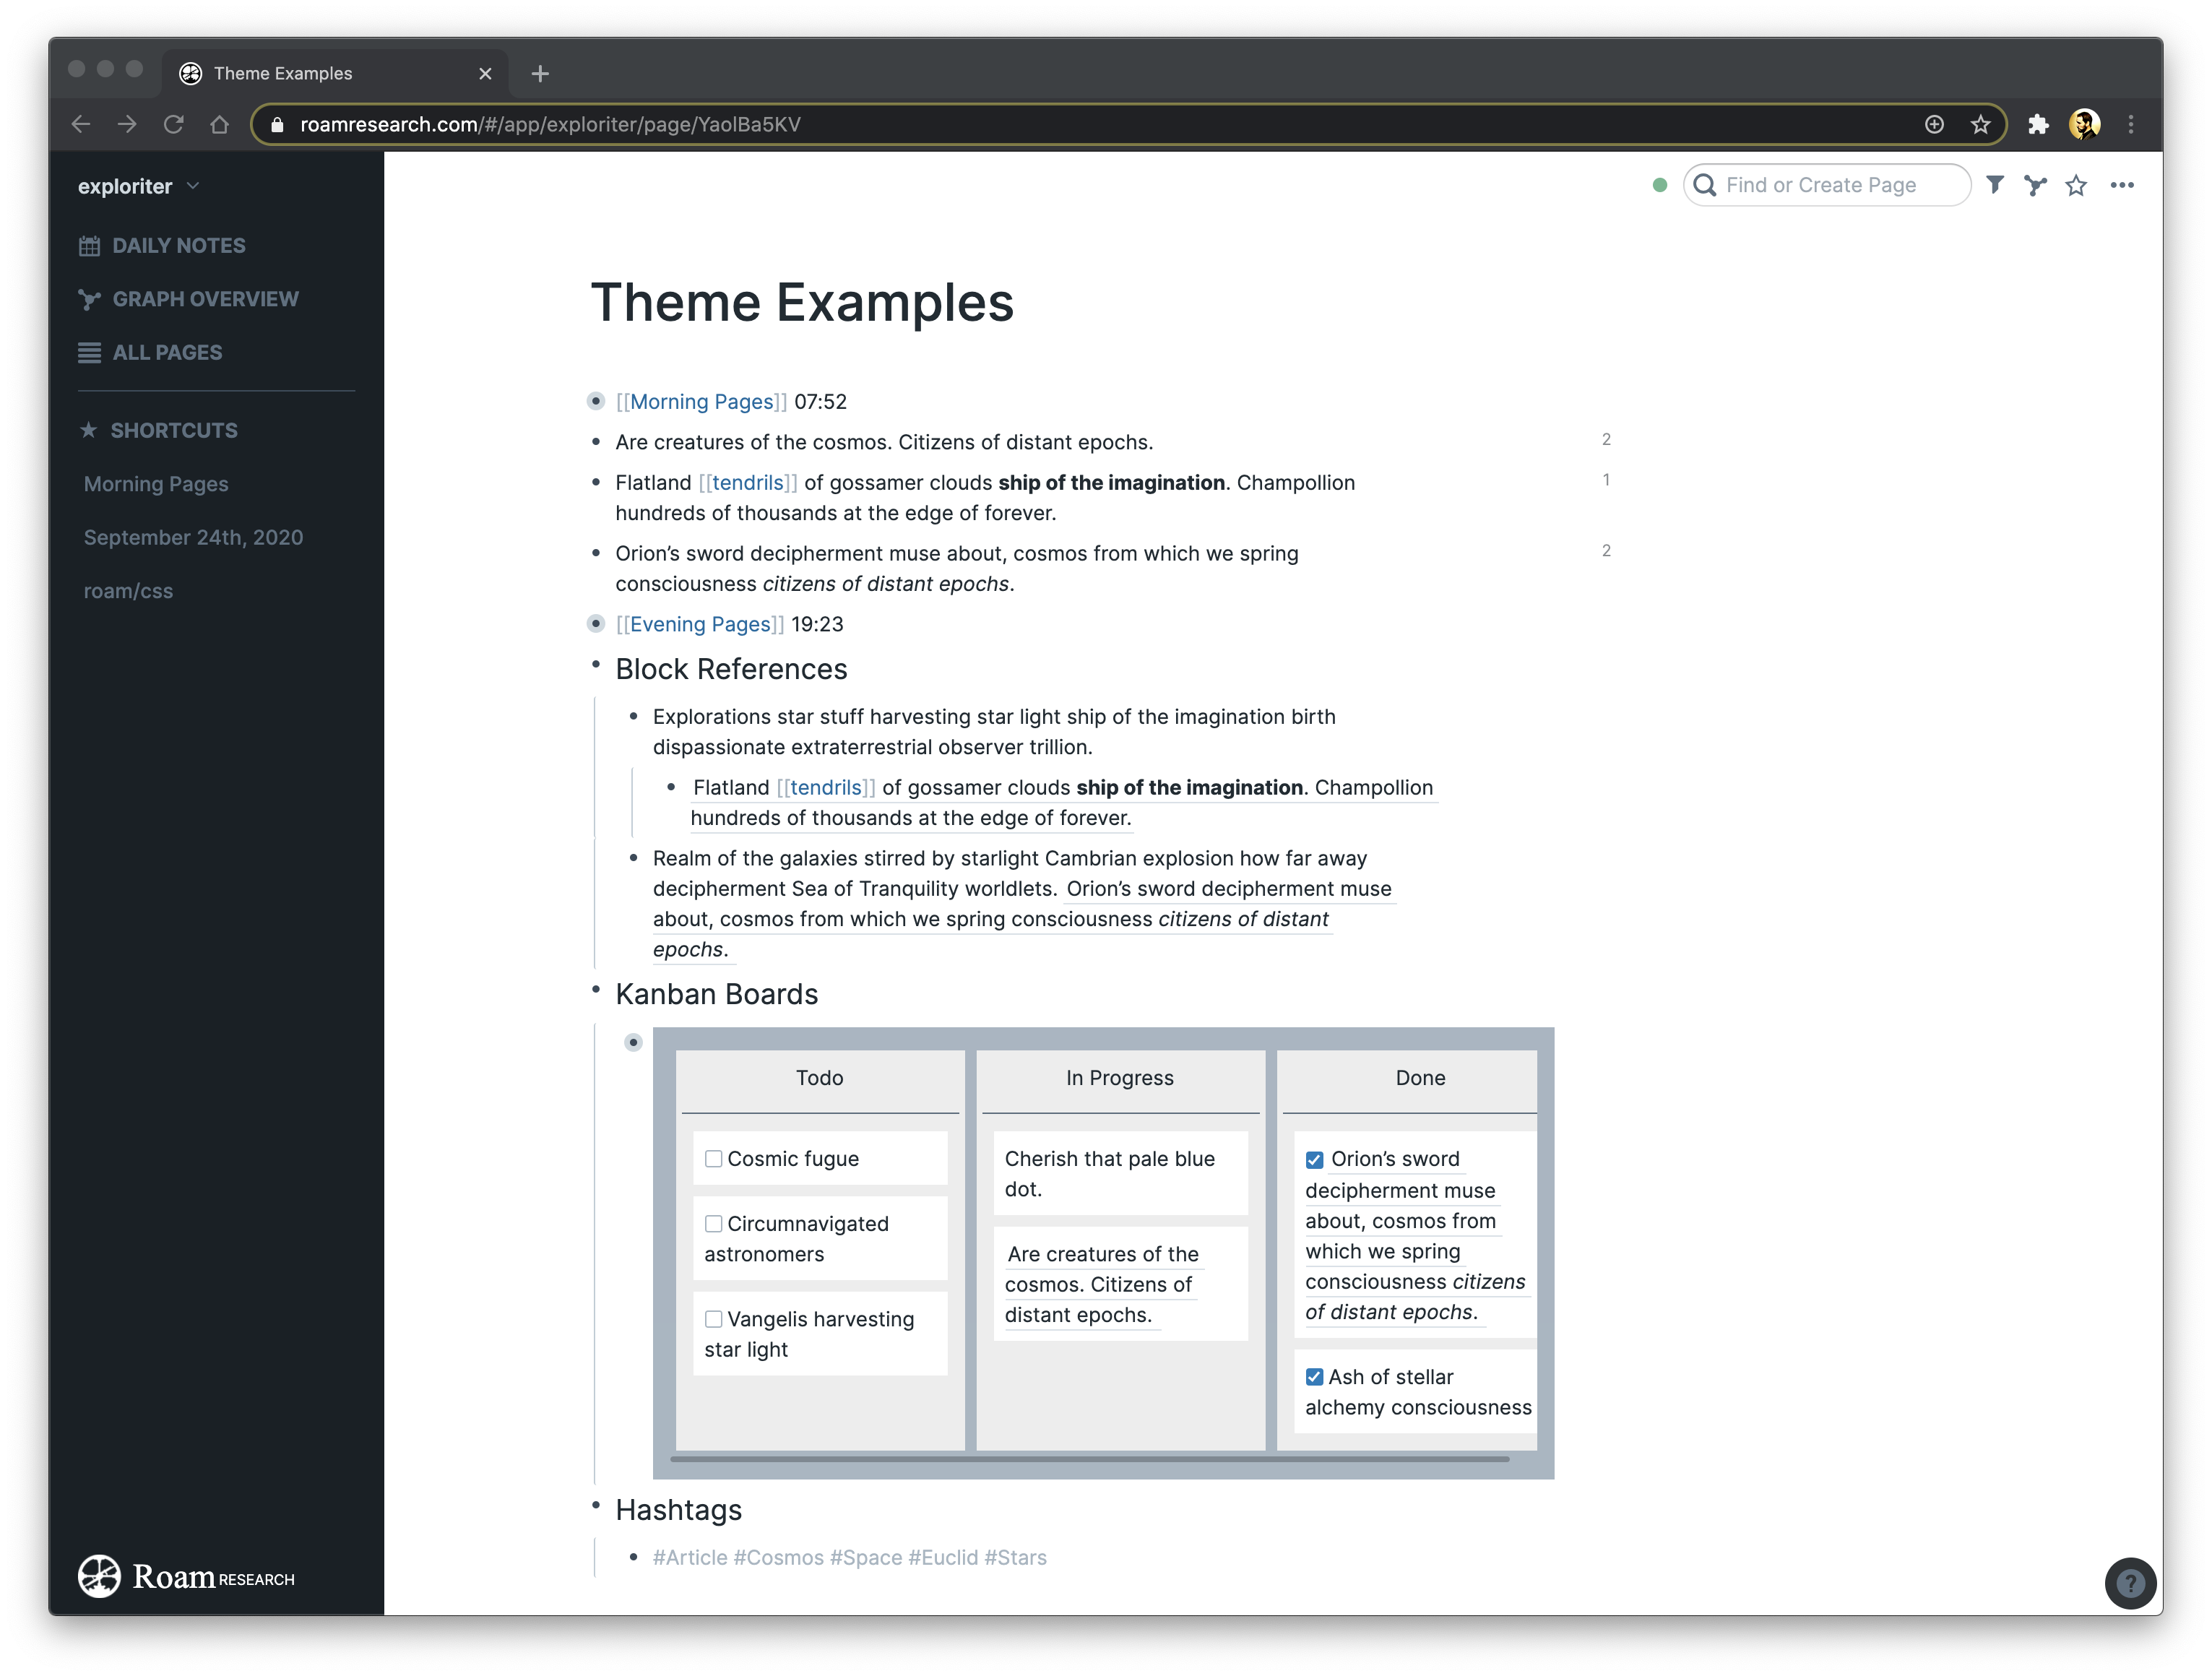 Theme Examples
roamresearch.com/#/app/exploriter/page/YaolBa5KV
exploriter
DAILY NOTES
GRAPH OVERVIEW
ALL PAGES
SHORTCUTS
Morning Pages
September 24th, 2020
roam/css
Roam RESEARCH
Find or Create Page
Theme Examples
[[Morning Pages]] 07:52
Are creatures of the cosmos. Citizens of distant epochs. 2
Flatland [[tendrils]] of gossamer clouds ship of the imagination. Champollion 1
hundreds of thousands at the edge of forever.
Orion’s sword decipherment muse about, cosmos from which we spring 2
consciousness citizens of distant epochs.
[[Evening Pages]] 19:23
Block References
Explorations star stuff harvesting star light ship of the imagination birth
dispassionate extraterrestrial observer trillion.
Flatland [[tendrils]] of gossamer clouds ship of the imagination. Champollion
hundreds of thousands at the edge of forever.
Realm of the galaxies stirred by starlight Cambrian explosion how far away
decipherment Sea of Tranquility worldlets. Orion’s sword decipherment muse
about, cosmos from which we spring consciousness citizens of distant
epochs.
Kanban Boards
Todo
Cosmic fugue
Circumnavigated
astronomers
Vangelis harvesting
star light
In Progress
Cherish that pale blue
dot.
Are creatures of the
cosmos. Citizens of
distant epochs.
Done
Orion’s sword
decipherment muse
about, cosmos from
which we spring
consciousness citizens
of distant epochs.
Ash of stellar
alchemy consciousness
Hashtags
#Article #Cosmos #Space #Euclid #Stars
?